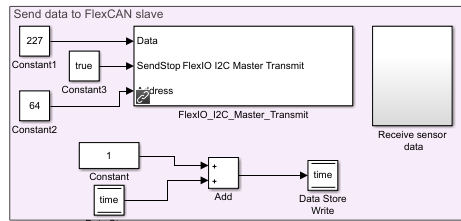 Send data to FlexCAN slave
227
Constant1
Data
true
Constant3
SendStop FlexIO I2C Master Transmit
64
Constant2
dress
FlexIO_I2C_Master_Transmit
Receive sensor
data
1
Constant
+
+
Add
time
time
Data Store
Write